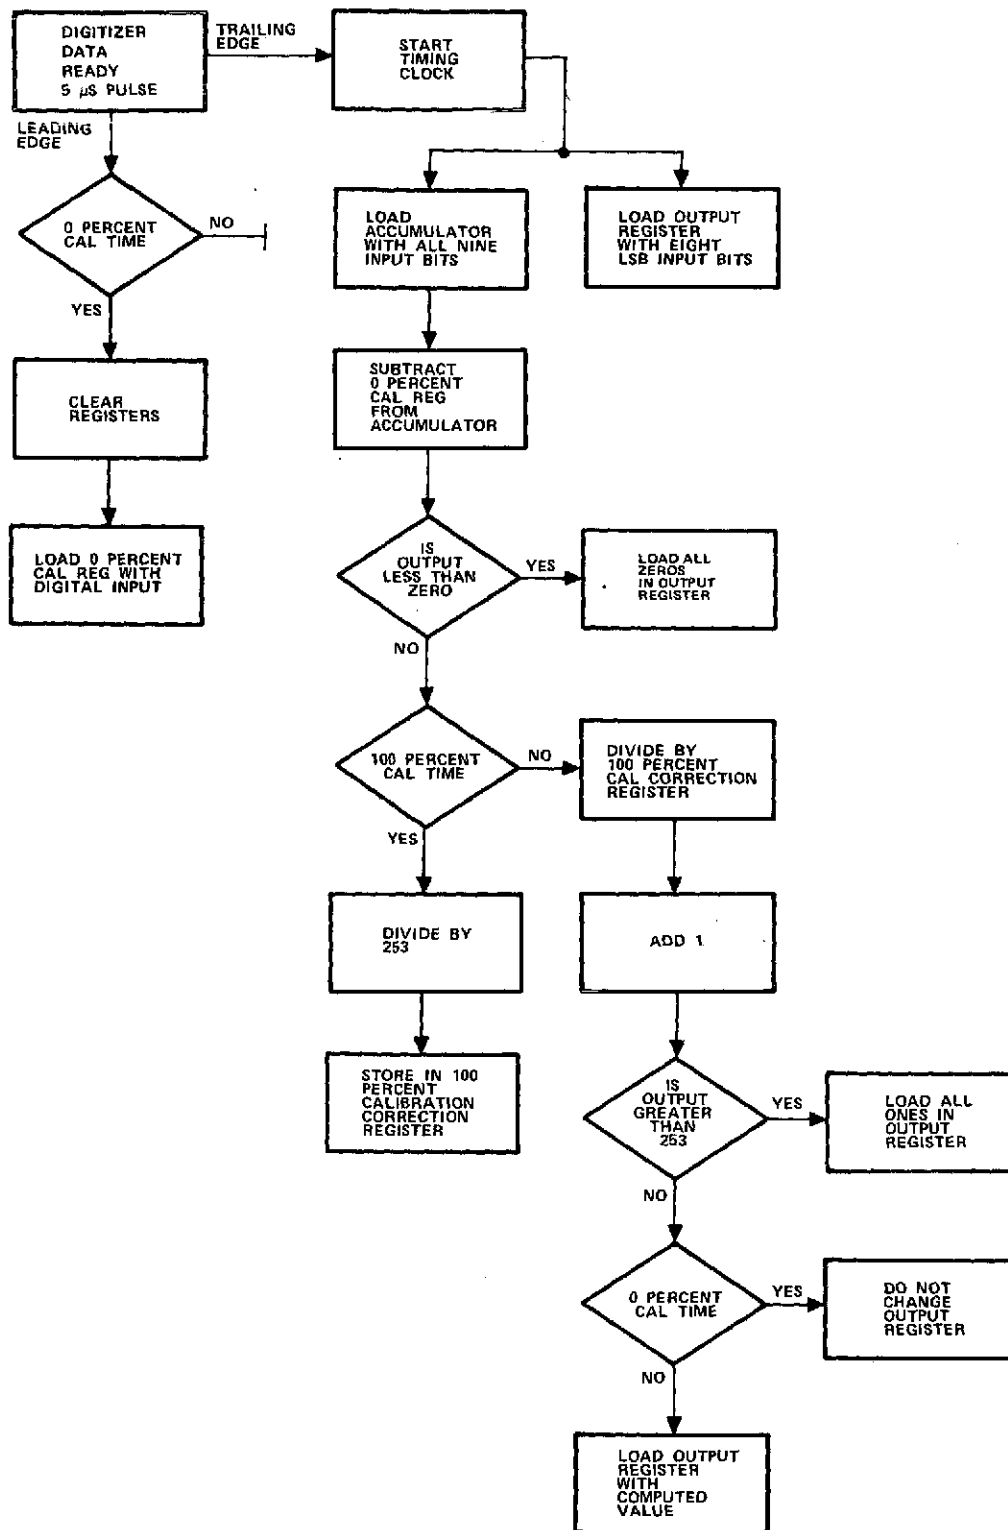 DIGITIZER
DATA
READY
5 µS PULSE
TRAILING
EDGE
START
TIMING
CLOCK
LEADING
EDGE
0 PERCENT
CAL TIME
NO
YES
CLEAR
REGISTERS
LOAD 0 PERCENT
CAL REG WITH
DIGITAL INPUT
LOAD
ACCUMULATOR
WITH ALL NINE
INPUT BITS
LOAD OUTPUT
REGISTER
WITH EIGHT
LSB INPUT BITS
SUBTRACT
0 PERCENT
CAL REG
FROM
ACCUMULATOR
IS
OUTPUT
LESS THAN
ZERO
YES
LOAD ALL
ZEROS
IN OUTPUT
REGISTER
NO
100 PERCENT
CAL TIME
NO
DIVIDE BY
100 PERCENT
CAL CORRECTION
REGISTER
YES
DIVIDE BY
253
ADD 1
STORE IN 100
PERCENT
CALIBRATION
CORRECTION
REGISTER
IS
OUTPUT
GREATER
THAN
253
YES
LOAD ALL
ONES IN
OUTPUT
REGISTER
NO
0 PERCENT
CAL TIME
YES
DO NOT
CHANGE
OUTPUT
REGISTER
NO
LOAD OUTPUT
REGISTER
WITH
COMPUTED
VALUE